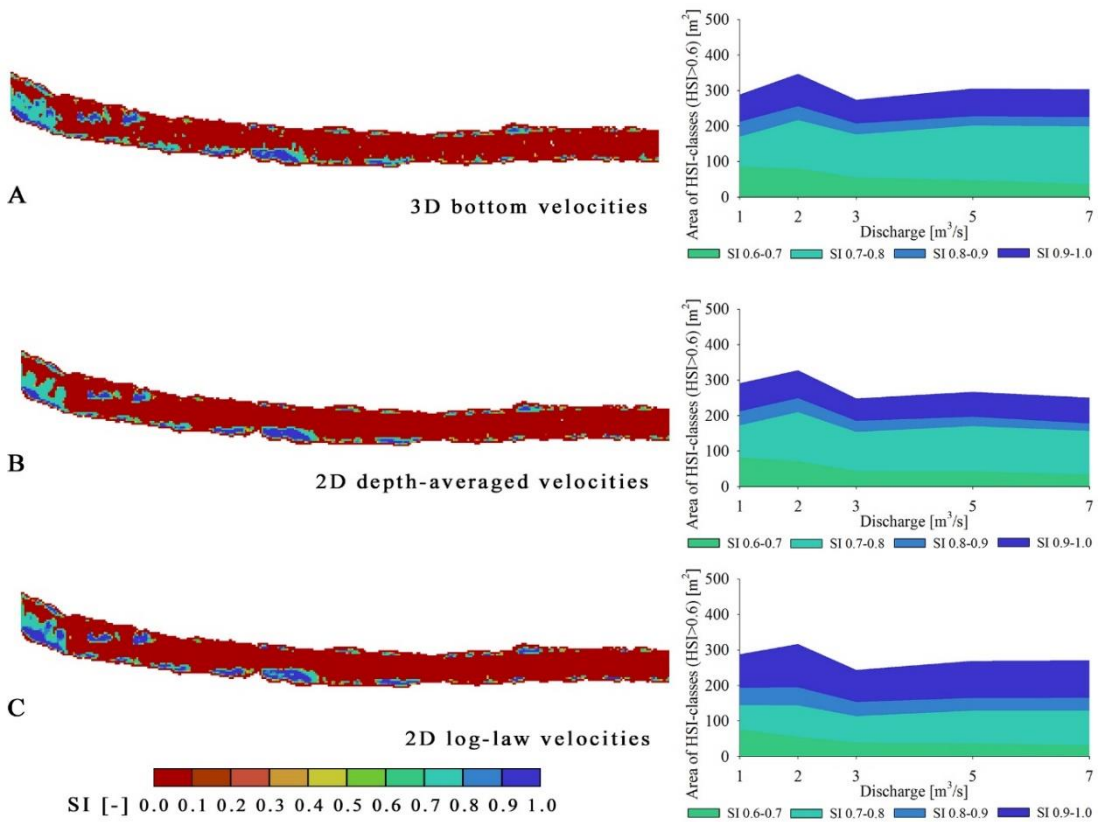 A
3D bottom velocities
Area of HSI-classes (HSI>0.6) [m²]
500
400
300
200
100
0
1 2 3 5 7
Discharge [m³/s]
SI 0.6-0.7 SI 0.7-0.8 SI 0.8-0.9 SI 0.9-1.0
B
2D depth-averaged velocities
Area of HSI-classes (HSI>0.6) [m²]
500
400
300
200
100
0
1 2 3 5 7
Discharge [m³/s]
SI 0.6-0.7 SI 0.7-0.8 SI 0.8-0.9 SI 0.9-1.0
C
2D log-law velocities
SI [-] 0.0 0.1 0.2 0.3 0.4 0.5 0.6 0.7 0.8 0.9 1.0
Area of HSI-classes (HSI>0.6) [m²]
500
400
300
200
100
0
1 2 3 5 7
Discharge [m³/s]
SI 0.6-0.7 SI 0.7-0.8 SI 0.8-0.9 SI 0.9-1.0